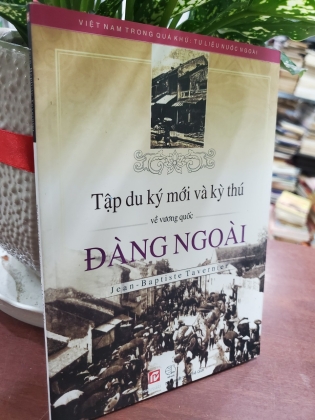 VIỆT NAM TRONG QUÁ KHỨ: TƯ LIỆU NƯỚC NGOÀI
Tập du ký mới và kỳ thú
về vương quốc
ĐÀNG NGOÀI
Jean-Baptiste Tavernier